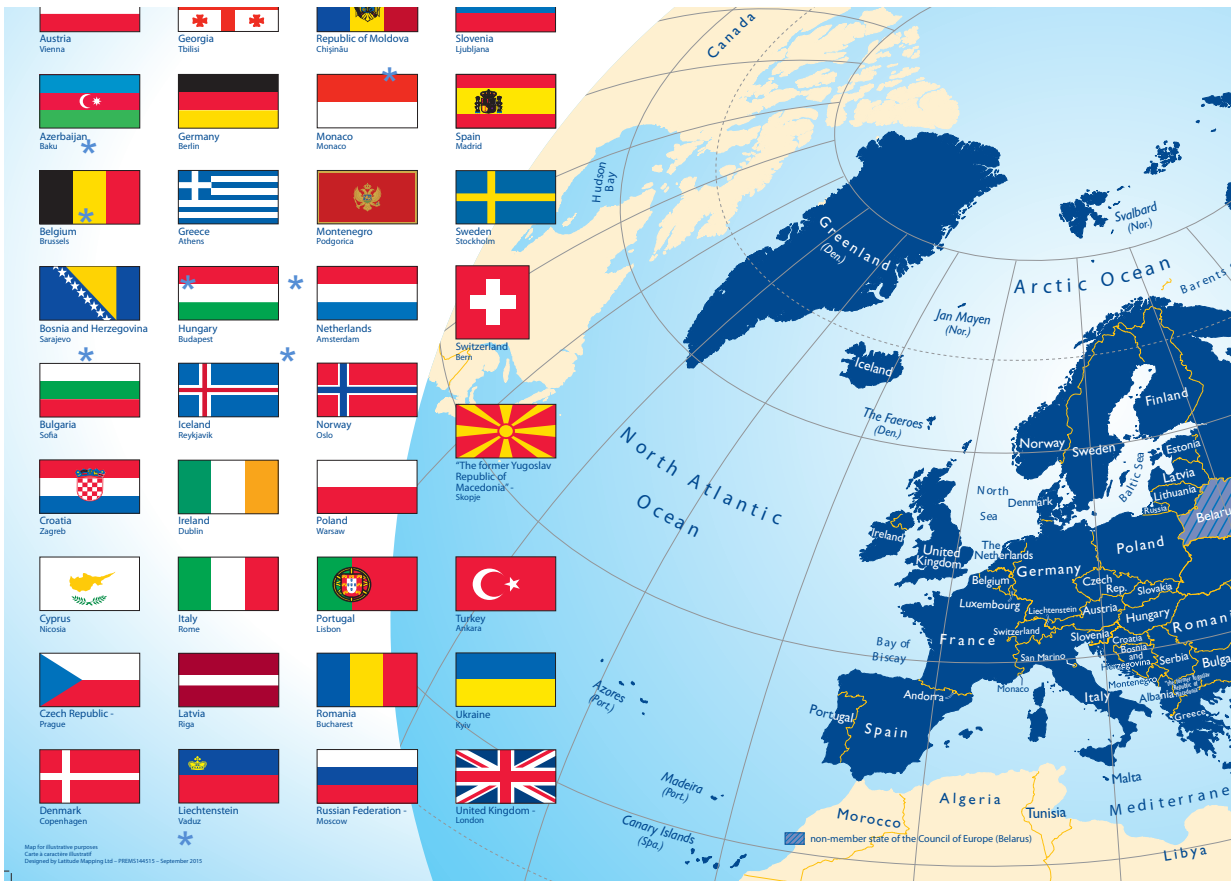 Austria
Vienna
Georgia
Tbilisi
Republic of Moldova
Chişinău
Slovenia
Ljubljana
Azerbaijan
Baku
Germany
Berlin
Monaco
Monaco
Spain
Madrid
Belgium
Brussels
Greece
Athens
Montenegro
Podgorica
Sweden
Stockholm
Bosnia and Herzegovina
Sarajevo
Hungary
Budapest
Netherlands
Amsterdam
Switzerland
Bern
Bulgaria
Sofia
Iceland
Reykjavik
Norway
Oslo
"The former Yugoslav
Republic of
Macedonia" -
Skopje
Croatia
Zagreb
Ireland
Dublin
Poland
Warsaw
Cyprus
Nicosia
Italy
Rome
Portugal
Lisbon
Turkey
Ankara
Czech Republic -
Prague
Latvia
Riga
Romania
Bucharest
Ukraine
Kyiv
Denmark
Copenhagen
Liechtenstein
Vaduz
Russian Federation -
Moscow
United Kingdom -
London
Map for illustrative purposes
Carte à caractère illustratif
Designed by Latitude Mapping Ltd – PREMS144515 – September 2015
Canada
Hudson
Bay
Greenland
(Den.)
Svalbard
(Nor.)
Arctic Ocean
Barents
Jan Mayen
(Nor.)
Iceland
The Faeroes
(Den.)
North Atlantic
Ocean
Finland
Norway
Sweden
Estonia
Baltic Sea
Latvia
Lithuania
Russia
Belaru
North
Sea
Denmark
Ireland
United
Kingdom
The
Netherlands
Poland
Germany
Belgium
Czech
Rep.
Slovakia
Luxembourg
Liechtenstein
Austria
Hungary
Romani
France
Switzerland
Slovenia
Croatia
Bosnia
and
Herzegovina
Serbia
Bulga
Bay of
Biscay
San Marino
Monaco
Montenegro
Albania
Andorra
Italy
Greece
Portugal
Spain
Azores
(Port.)
Madeira
(Port.)
Canary Islands
(Spa.)
Malta
Mediterrane
Algeria
Tunisia
Morocco
Libya
non-member state of the Council of Europe (Belarus)